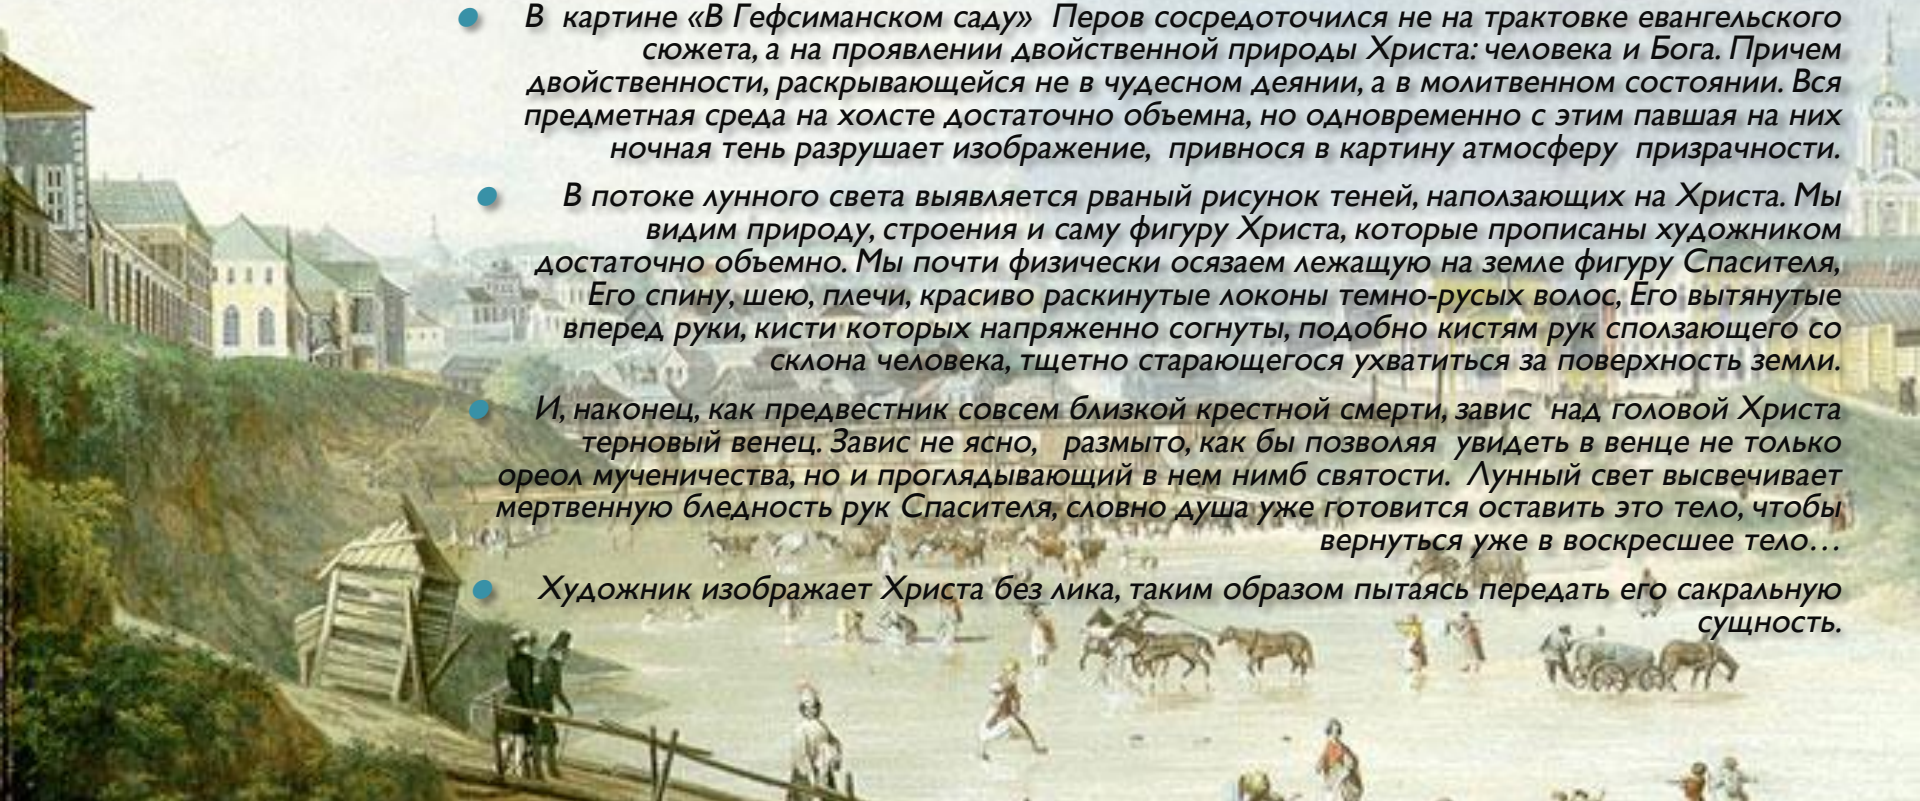 В картине «В Гефсиманском саду» Перов сосредоточился не на трактовке евангельского
сюжета, а на проявлении двойственной природы Христа: человека и Бога. Причем
двойственности, раскрывающейся не в чудесном деянии, а в молитвенном состоянии. Вся
предметная среда на холсте достаточно объемна, но одновременно с этим павшая на них
ночная тень разрушает изображение, привнося в картину атмосферу призрачности.
В потоке лунного света выявляется рваный рисунок теней, наползающих на Христа. Мы
видим природу, строения и саму фигуру Христа, которые прописаны художником
достаточно объемно. Мы почти физически осязаем лежащую на земле фигуру Спасителя,
Его спину, шею, плечи, красиво раскинутые локоны темно-русых волос, Его вытянутые
вперед руки, кисти которых напряженно согнуты, подобно кистям рук сползающего со
склона человека, тщетно старающегося ухватиться за поверхность земли.
И, наконец, как предвестник совсем близкой крестной смерти, завис над головой Христа
терновый венец. Завис не ясно, размыто, как бы позволяя увидеть в венце не только
ореол мученичества, но и проглядывающий в нем нимб святости. Лунный свет высвечивает
мертвенную бледность рук Спасителя, словно душа уже готовится оставить это тело, чтобы
вернуться уже в воскресшее тело…
Художник изображает Христа без лика, таким образом пытаясь передать его сакральную
сущность.